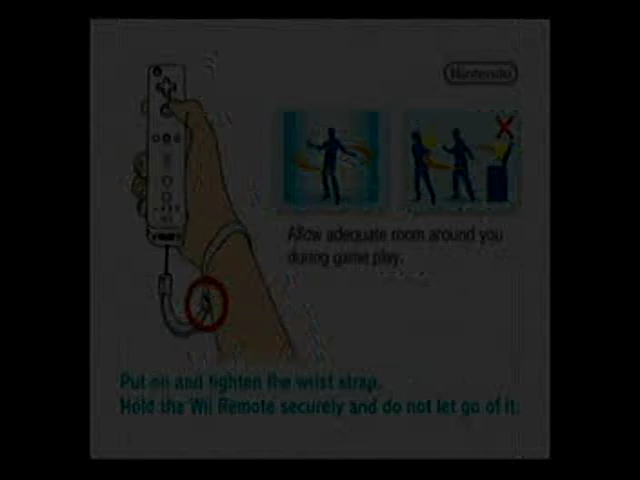 Nintendo
Allow adequate room around you
during game play.
Put on and tighten the wrist strap.
Hold the Wii Remote securely and do not let go of it.